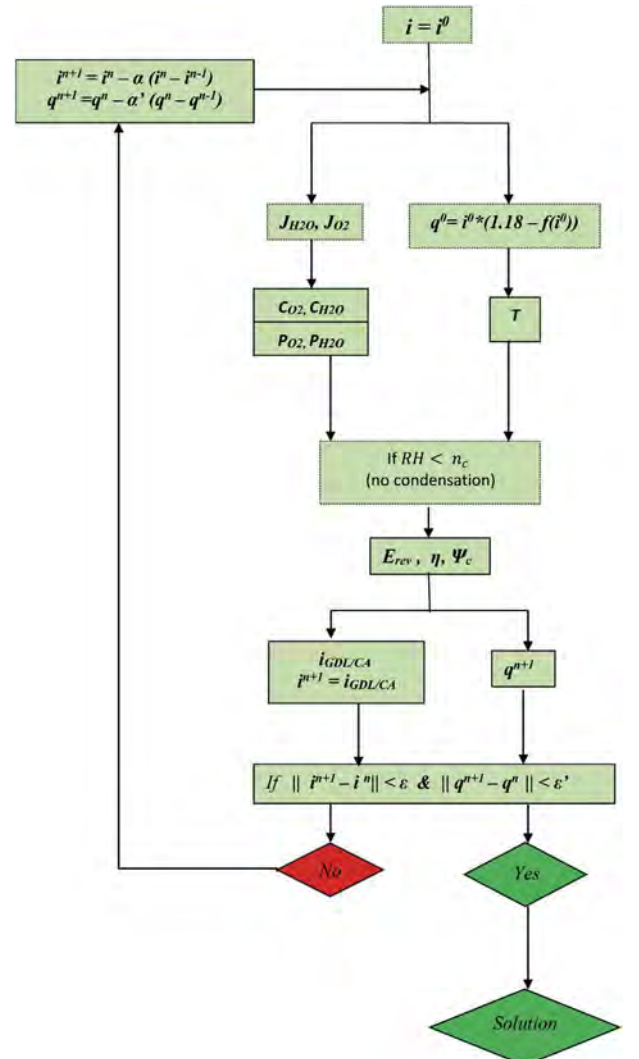 i = i⁰
iⁿ⁺¹ = iⁿ – α (iⁿ – iⁿ⁻¹)
qⁿ⁺¹ =qⁿ – α’ (qⁿ – qⁿ⁻¹)
J_H2O, J_O2
q⁰= i⁰*(1.18 – f(i⁰))
C_O2, C_H2O
P_O2, P_H2O
T
If RH < n_c
(no condensation)
E_rev , η, Ψ_c
i_GDL/CA
iⁿ⁺¹ = i_GDL/CA
qⁿ⁺¹
If || iⁿ⁺¹ – i ⁿ|| < ε & || qⁿ⁺¹ – qⁿ || < ε’
No
Yes
Solution